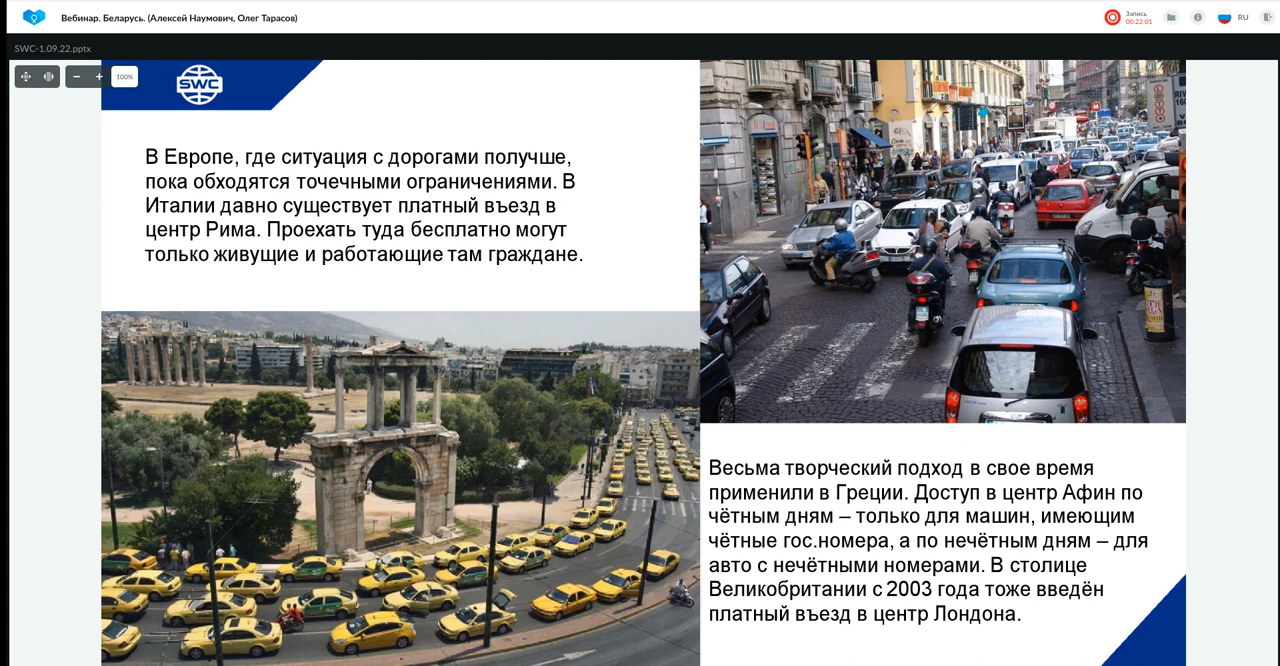 Вебинар. Беларусь. (Алексей Наумович, Олег Тарасов)
Запись
00:22:01
RU
SWC-1.09.22.pptx
100%
SWC
В Европе, где ситуация с дорогами получше,
пока обходятся точечными ограничениями. В
Италии давно существует платный въезд в
центр Рима. Проехать туда бесплатно могут
только живущие и работающие там граждане.
Весьма творческий подход в свое время
применили в Греции. Доступ в центр Афин по
чётным дням – только для машин, имеющим
чётные гос.номера, а по нечётным дням – для
авто с нечётными номерами. В столице
Великобритании с 2003 года тоже введён
платный въезд в центр Лондона.